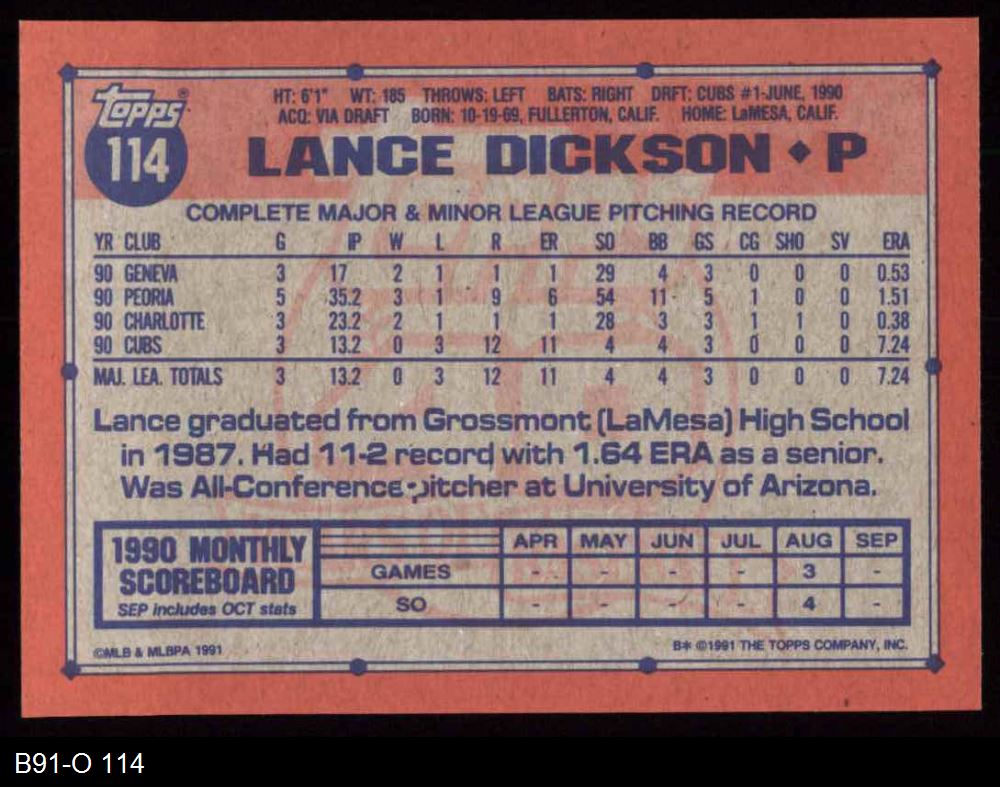 topps®
114
HT: 6'1" WT: 185 THROWS: LEFT BATS: RIGHT DRFT: CUBS #1-JUNE, 1990
ACQ: VIA DRAFT BORN: 10-19-69, FULLERTON, CALIF. HOME: LaMESA, CALIF.
LANCE DICKSON ◆ P
COMPLETE MAJOR & MINOR LEAGUE PITCHING RECORD
YR CLUB G IP W L R ER SO BB GS CG SHO SV ERA
90 GENEVA 3 17 2 1 1 1 29 4 3 0 0 0 0.53
90 PEORIA 5 35.2 3 1 9 6 54 11 5 1 0 0 1.51
90 CHARLOTTE 3 23.2 2 1 1 1 28 3 3 1 1 0 0.38
90 CUBS 3 13.2 0 3 12 11 4 4 3 0 0 0 7.24
MAJ. LEA. TOTALS 3 13.2 0 3 12 11 4 4 3 0 0 0 7.24
Lance graduated from Grossmont (LaMesa) High School
in 1987. Had 11-2 record with 1.64 ERA as a senior.
Was All-Conference pitcher at University of Arizona.
1990 MONTHLY
SCOREBOARD
SEP includes OCT stats
APR MAY JUN JUL AUG SEP
GAMES - - - - 3 -
SO - - - - 4 -
©MLB & MLBPA 1991
B* ©1991 THE TOPPS COMPANY, INC.
B91-O 114